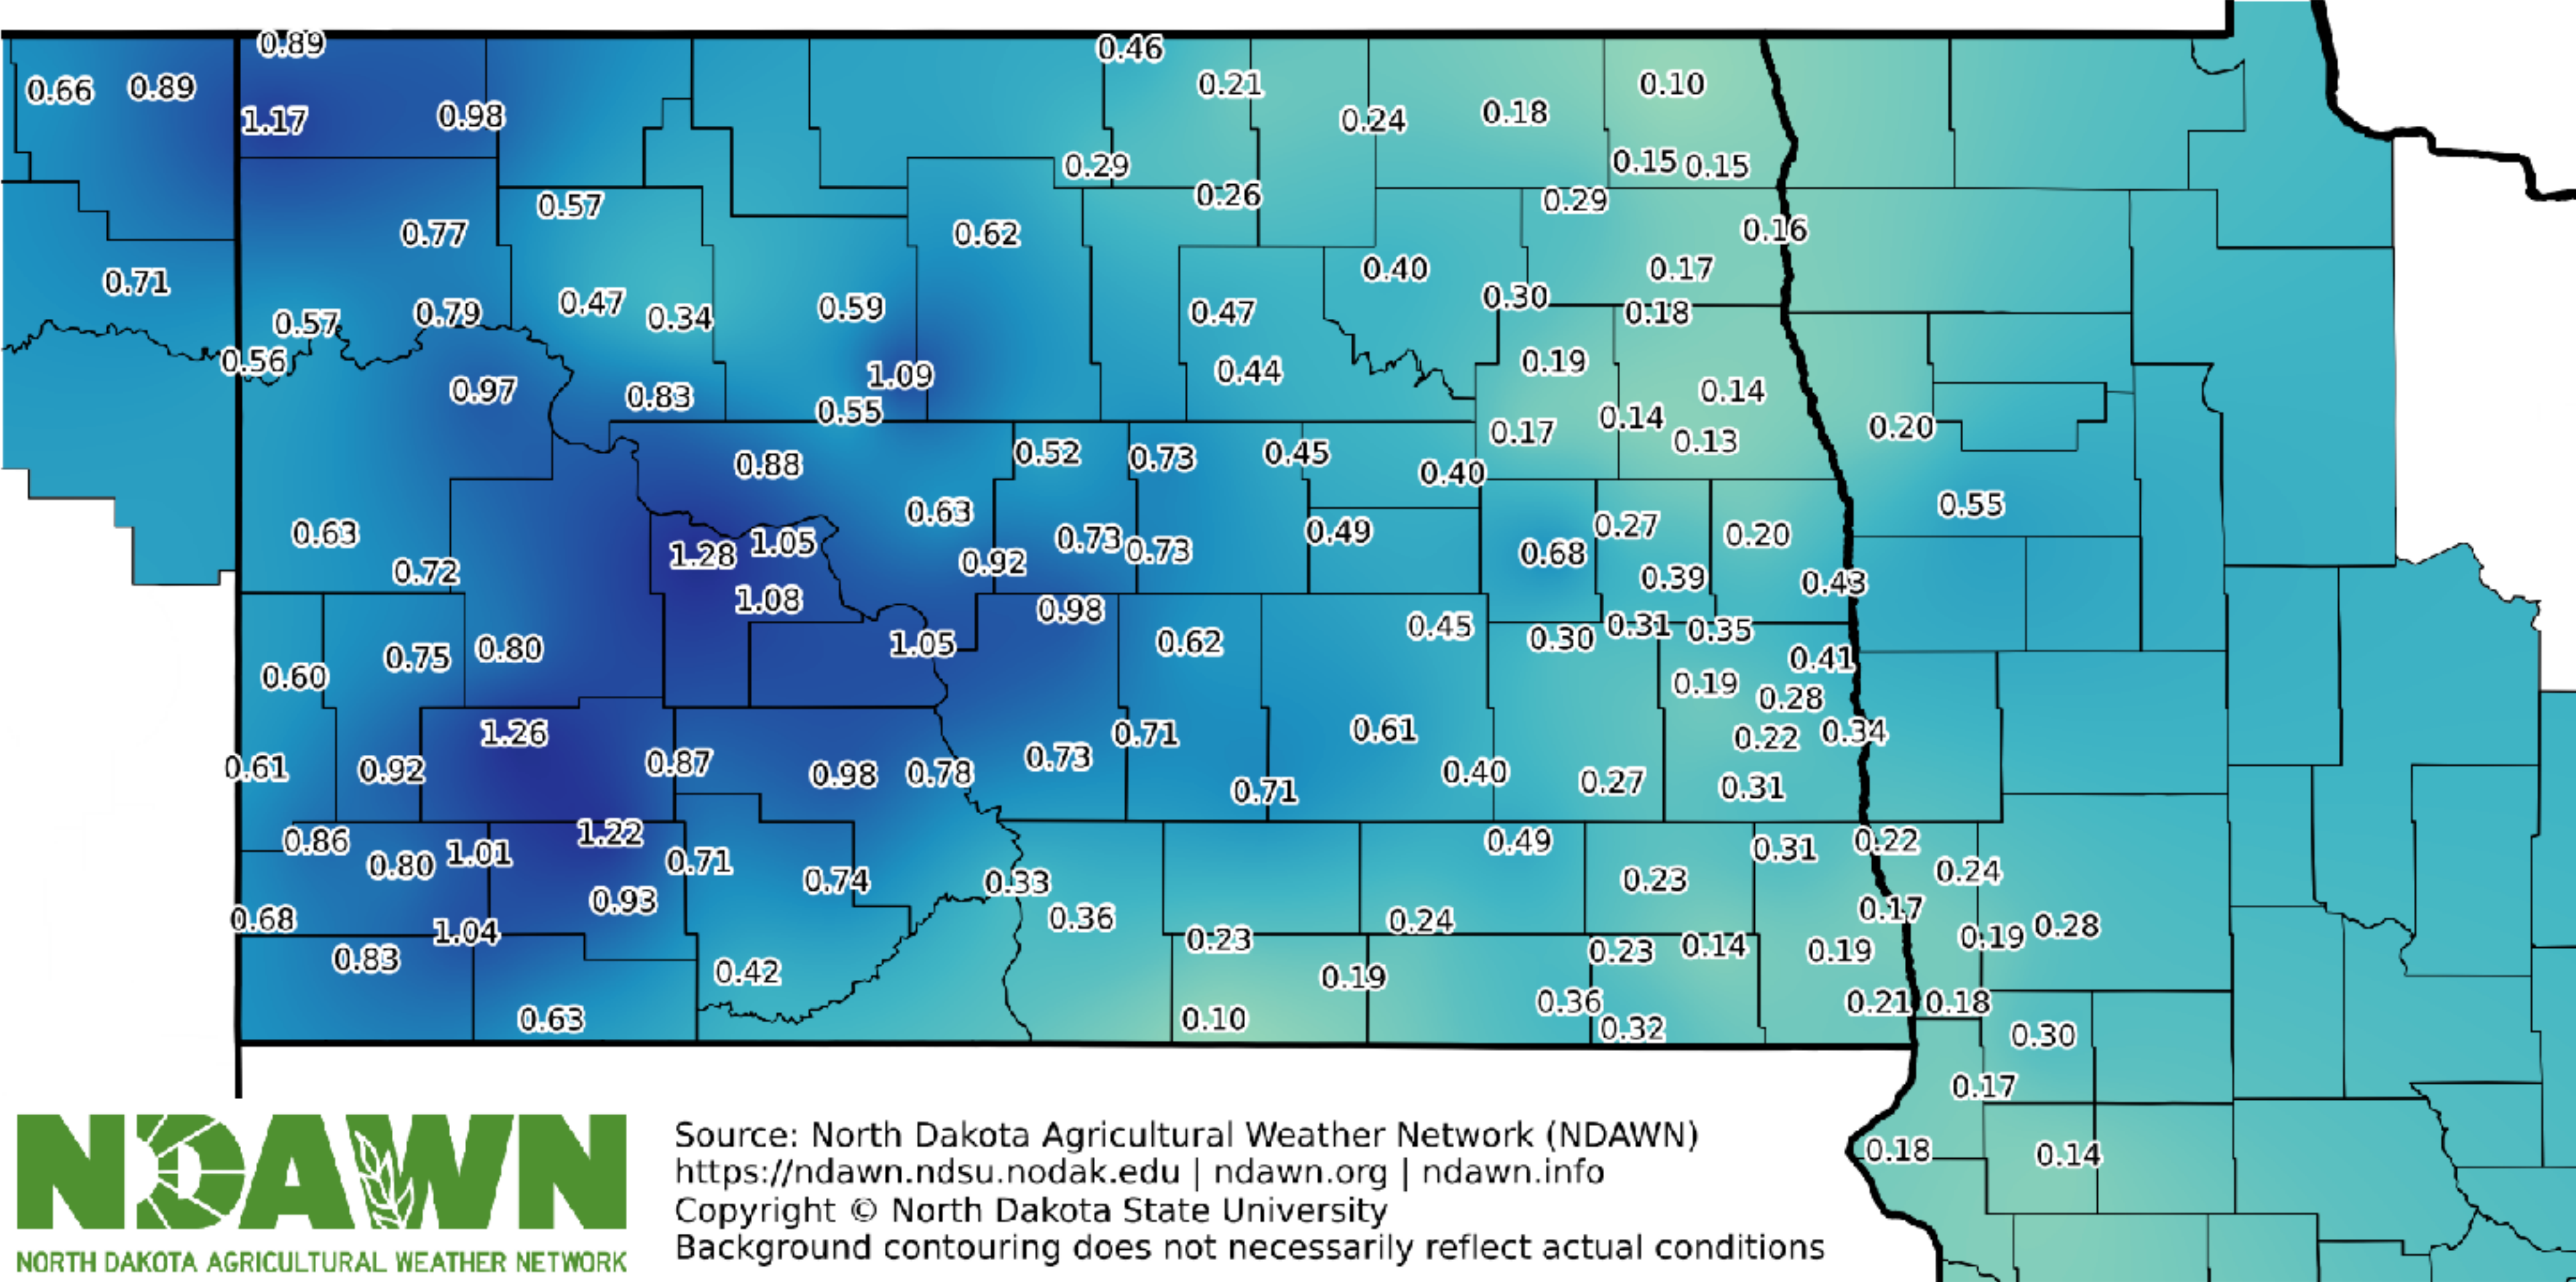 0.89 0.46
0.66 0.89 0.21 0.10
1.17 0.98 0.24 0.18
0.29 0.15 0.15
0.57 0.26 0.29
0.77 0.62 0.16
0.71 0.40 0.17
0.57 0.79 0.47 0.34 0.59 0.47 0.30 0.18
0.56 1.09 0.44 0.19
0.97 0.83 0.55 0.14
0.14 0.20
0.88 0.52 0.73 0.45 0.40 0.17 0.13
0.63 0.63 0.73 0.49 0.27 0.20 0.55
1.28 1.05 0.92 0.73 0.68
0.72 1.08 0.98 0.39 0.43
0.75 0.80 1.05 0.62 0.45 0.30 0.31 0.35
0.60 0.41
0.19 0.28
1.26 0.71 0.61 0.22 0.34
0.61 0.92 0.87 0.98 0.78 0.73 0.71 0.40 0.27 0.31
0.86 0.80 1.01 1.22 0.71 0.49 0.31 0.22
0.93 0.74 0.33 0.23 0.24
0.68 1.04 0.36 0.24 0.17 0.28
0.83 0.42 0.23 0.19 0.23 0.14 0.19 0.19
0.63 0.10 0.36 0.32 0.21 0.18
0.30
0.17
0.18 0.14
NDAWN
NORTH DAKOTA AGRICULTURAL WEATHER NETWORK
Source: North Dakota Agricultural Weather Network (NDAWN)
https://ndawn.ndsu.nodak.edu | ndawn.org | ndawn.info
Copyright © North Dakota State University
Background contouring does not necessarily reflect actual conditions